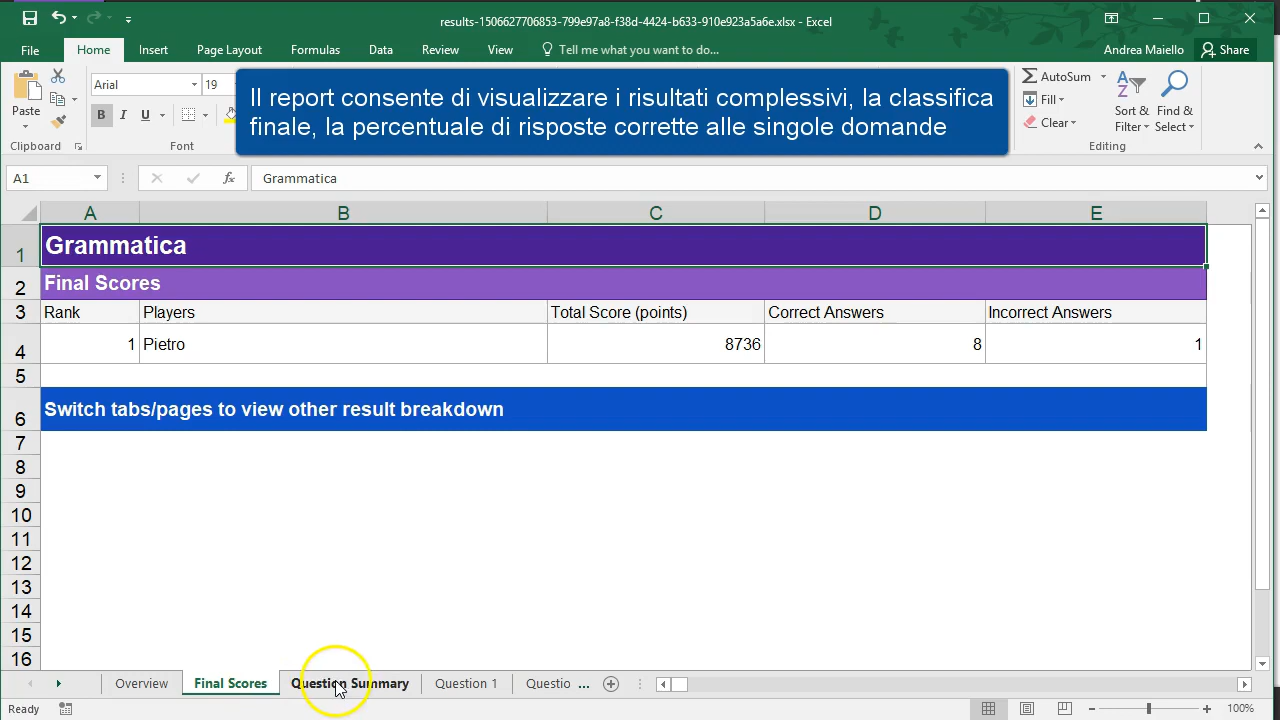 results-1506627706853-799e97a8-f38d-4424-b633-910e923a5a6e.xlsx - Excel
File Home Insert Page Layout Formulas Data Review View Tell me what you want to do... Andrea Maiello Share
Paste
Clipboard
Arial 19
B I U
Font
Il report consente di visualizzare i risultati complessivi, la classifica
finale, la percentuale di risposte corrette alle singole domande
AutoSum
Fill
Clear
Sort & Filter
Find & Select
Editing
A1 fx Grammatica
A B C D E
1 Grammatica
2 Final Scores
3 Rank Players Total Score (points) Correct Answers Incorrect Answers
4 1 Pietro 8736 8 1
5
6 Switch tabs/pages to view other result breakdown
7
8
9
10
11
12
13
14
15
16
Overview Final Scores Question Summary Question 1 Questio ...
Ready 100%